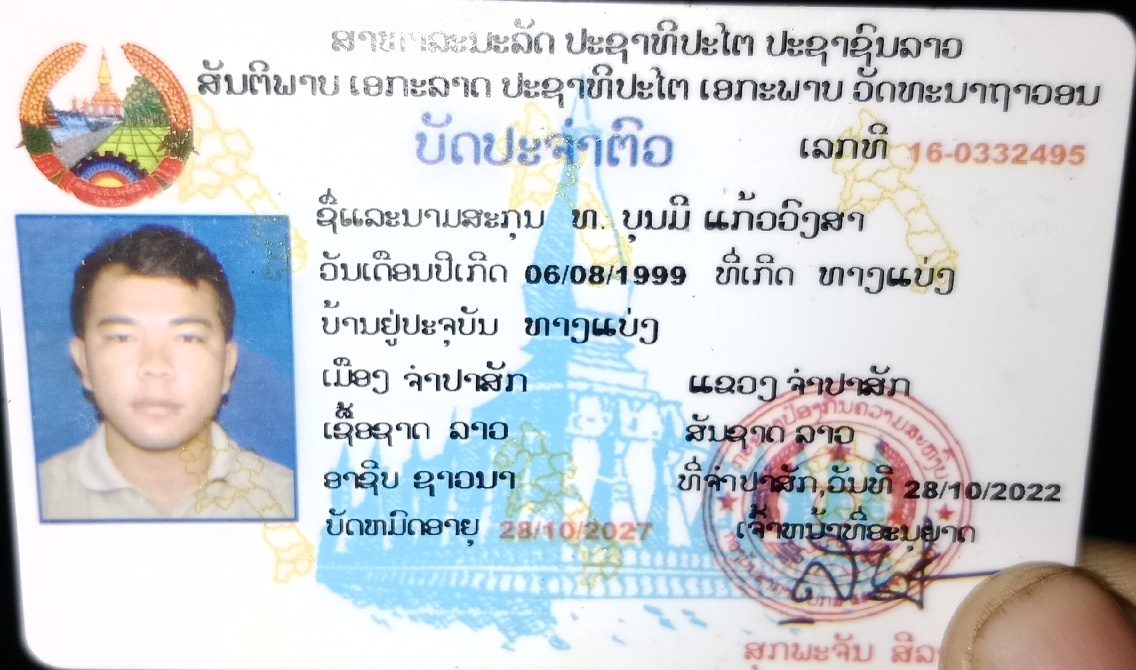 ສາທາລະນະລັດ ປະຊາທິປະໄຕ ປະຊາຊົນລາວ
ສັນຕິພາບ ເອກະລາດ ປະຊາທິປະໄຕ ເອກະພາບ ວັດທະນາຖາວອນ
ບັດປະຈຳຕົວ ເລກທີ 16-0332495
ຊື່ແລະນາມສະກຸນ ທ. ບຸນມີ ແກ້ວວົງສາ
ວັນເດືອນປີເກີດ 06/08/1999 ທີ່ເກີດ ທາງແບ່ງ
ບ້ານຢູ່ປະຈຸບັນ ທາງແບ່ງ
ເມືອງ ຈຳປາສັກ ແຂວງ ຈຳປາສັກ
ເຊື້ອຊາດ ລາວ ສັນຊາດ ລາວ
ອາຊີບ ຊາວນາ ທີ່ຈຳປາສັກ,ວັນທີ 28/10/2022
ບັດຫມົດອາຍຸ 28/10/2027 ເຈົ້າຫນ້າທີ່ອະນຸຍາດ
ສຸກພະຈັນ